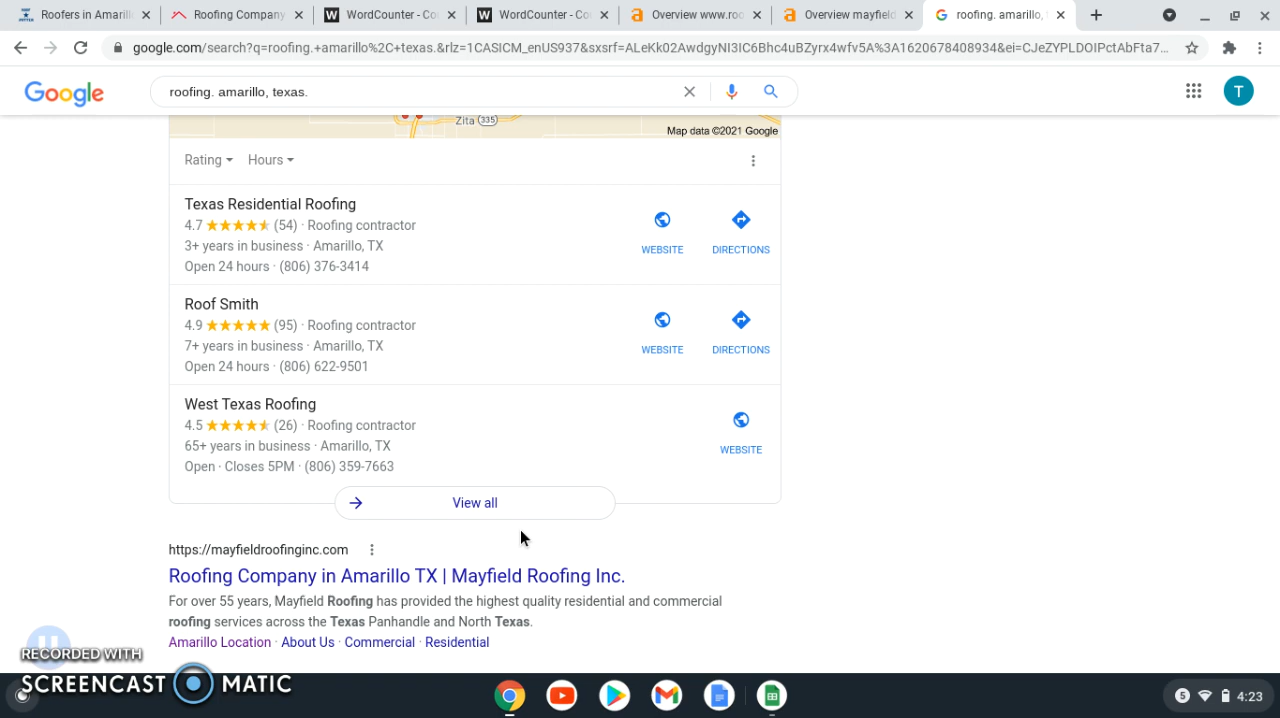 Roofers in Amaril
Roofing Company
WordCounter - Cou
WordCounter - Co
Overview www.roo
Overview mayfield
roofing. amarillo,
google.com/search?q=roofing.+amarillo%2C+texas.&rlz=1CASICM_enUS937&sxsrf=ALeKk02AwdgyNI3IC6Bhc4uBZyrx4wfv5A%3A1620678408934&ei=CJeZYPLDOIPctAbFta7...
Google
roofing. amarillo, texas.
T
Zita 335
Map data ©2021 Google
Rating Hours
Texas Residential Roofing
4.7 (54) · Roofing contractor
3+ years in business · Amarillo, TX
Open 24 hours · (806) 376-3414
WEBSITE DIRECTIONS
Roof Smith
4.9 (95) · Roofing contractor
7+ years in business · Amarillo, TX
Open 24 hours · (806) 622-9501
WEBSITE DIRECTIONS
West Texas Roofing
4.5 (26) · Roofing contractor
65+ years in business · Amarillo, TX
Open · Closes 5PM · (806) 359-7663
WEBSITE
View all
https://mayfieldroofinginc.com
Roofing Company in Amarillo TX | Mayfield Roofing Inc.
For over 55 years, Mayfield Roofing has provided the highest quality residential and commercial
roofing services across the Texas Panhandle and North Texas.
Amarillo Location · About Us · Commercial · Residential
RECORDED WITH
SCREENCAST MATIC
5 4:23